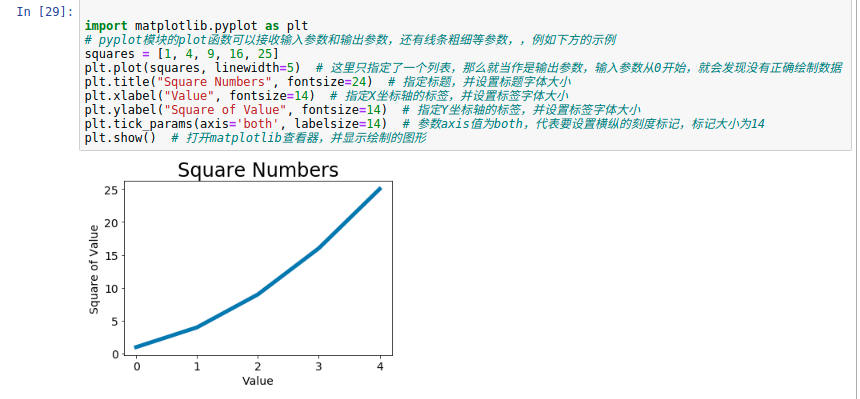 In [29]:
import matplotlib.pyplot as plt
# pyplot模块的plot函数可以接收输入参数和输出参数，还有线条粗细等参数，，例如下方的示例
squares = [1, 4, 9, 16, 25]
plt.plot(squares, linewidth=5)  # 这里只指定了一个列表，那么就当作是输出参数，输入参数从0开始，就会发现没有正确绘制数据
plt.title("Square Numbers", fontsize=24)  # 指定标题，并设置标题字体大小
plt.xlabel("Value", fontsize=14)  # 指定X坐标轴的标签，并设置标签字体大小
plt.ylabel("Square of Value", fontsize=14)  # 指定Y坐标轴的标签，并设置标签字体大小
plt.tick_params(axis='both', labelsize=14)  # 参数axis值为both，代表要设置横纵的刻度标记，标记大小为14
plt.show()  # 打开matplotlib查看器，并显示绘制的图形
Square Numbers
25
20
15
10
5
0
Square of Value
0 1 2 3 4
Value